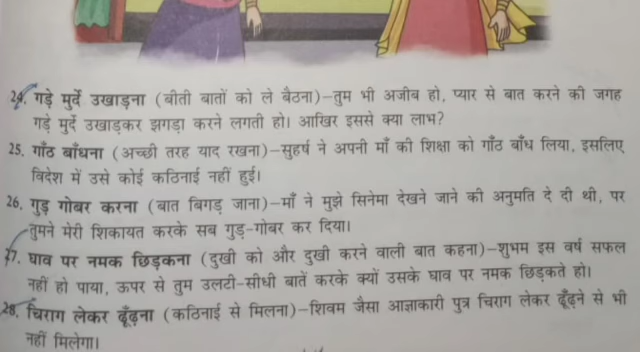 24. गड़े मुर्दे उखाड़ना (बीती बातों को ले बैठना)–तुम भी अजीब हो, प्यार से बात करने की जगह
गड़े मुर्दे उखाड़कर झगड़ा करने लगती हो। आखिर इससे क्या लाभ?
25. गाँठ बाँधना (अच्छी तरह याद रखना)–सुहर्ष ने अपनी माँ की शिक्षा को गाँठ बाँध लिया, इसलिए
विदेश में उसे कोई कठिनाई नहीं हुई।
26. गुड़ गोबर करना (बात बिगड़ जाना)–माँ ने मुझे सिनेमा देखने जाने की अनुमति दे दी थी, पर
तुमने मेरी शिकायत करके सब गुड़-गोबर कर दिया।
27. घाव पर नमक छिड़कना (दुखी को और दुखी करने वाली बात कहना)–शुभम इस वर्ष सफल
नहीं हो पाया, ऊपर से तुम उलटी-सीधी बातें करके क्यों उसके घाव पर नमक छिड़कते हो।
28. चिराग लेकर ढूँढ़ना (कठिनाई से मिलना)–शिवम जैसा आज्ञाकारी पुत्र चिराग लेकर ढूँढ़ने से भी
नहीं मिलेगा।